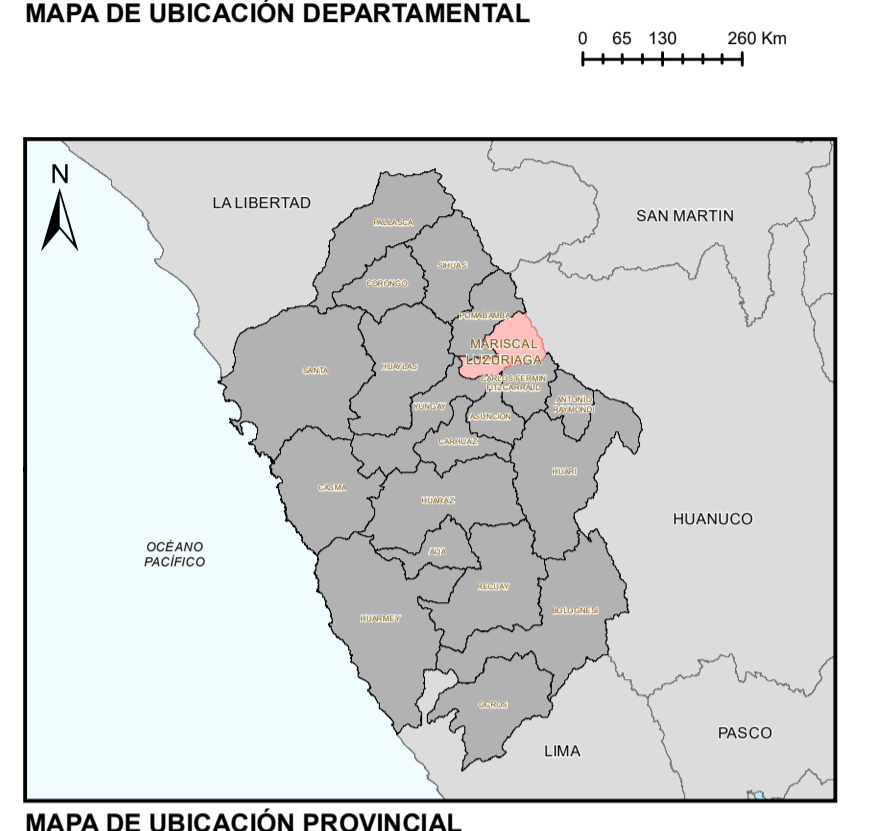 MAPA DE UBICACIÓN DEPARTAMENTAL
0 65 130 260 Km
N
LA LIBERTAD
SAN MARTIN
PALLASCA
SIHUAS
CORONGO
POMABAMBA
MARISCAL
LUZURIAGA
SANTA
HUAYLAS
CARLOS FERMIN
FITZCARRALD
ANTONIO
RAYMONDI
YUNGAY
ASUNCION
CARHUAZ
HUARI
CASMA
HUARAZ
HUANUCO
OCÉANO
PACÍFICO
AIJA
RECUAY
BOLOGNESI
HUARMEY
OCROS
PASCO
LIMA
MAPA DE UBICACIÓN PROVINCIAL